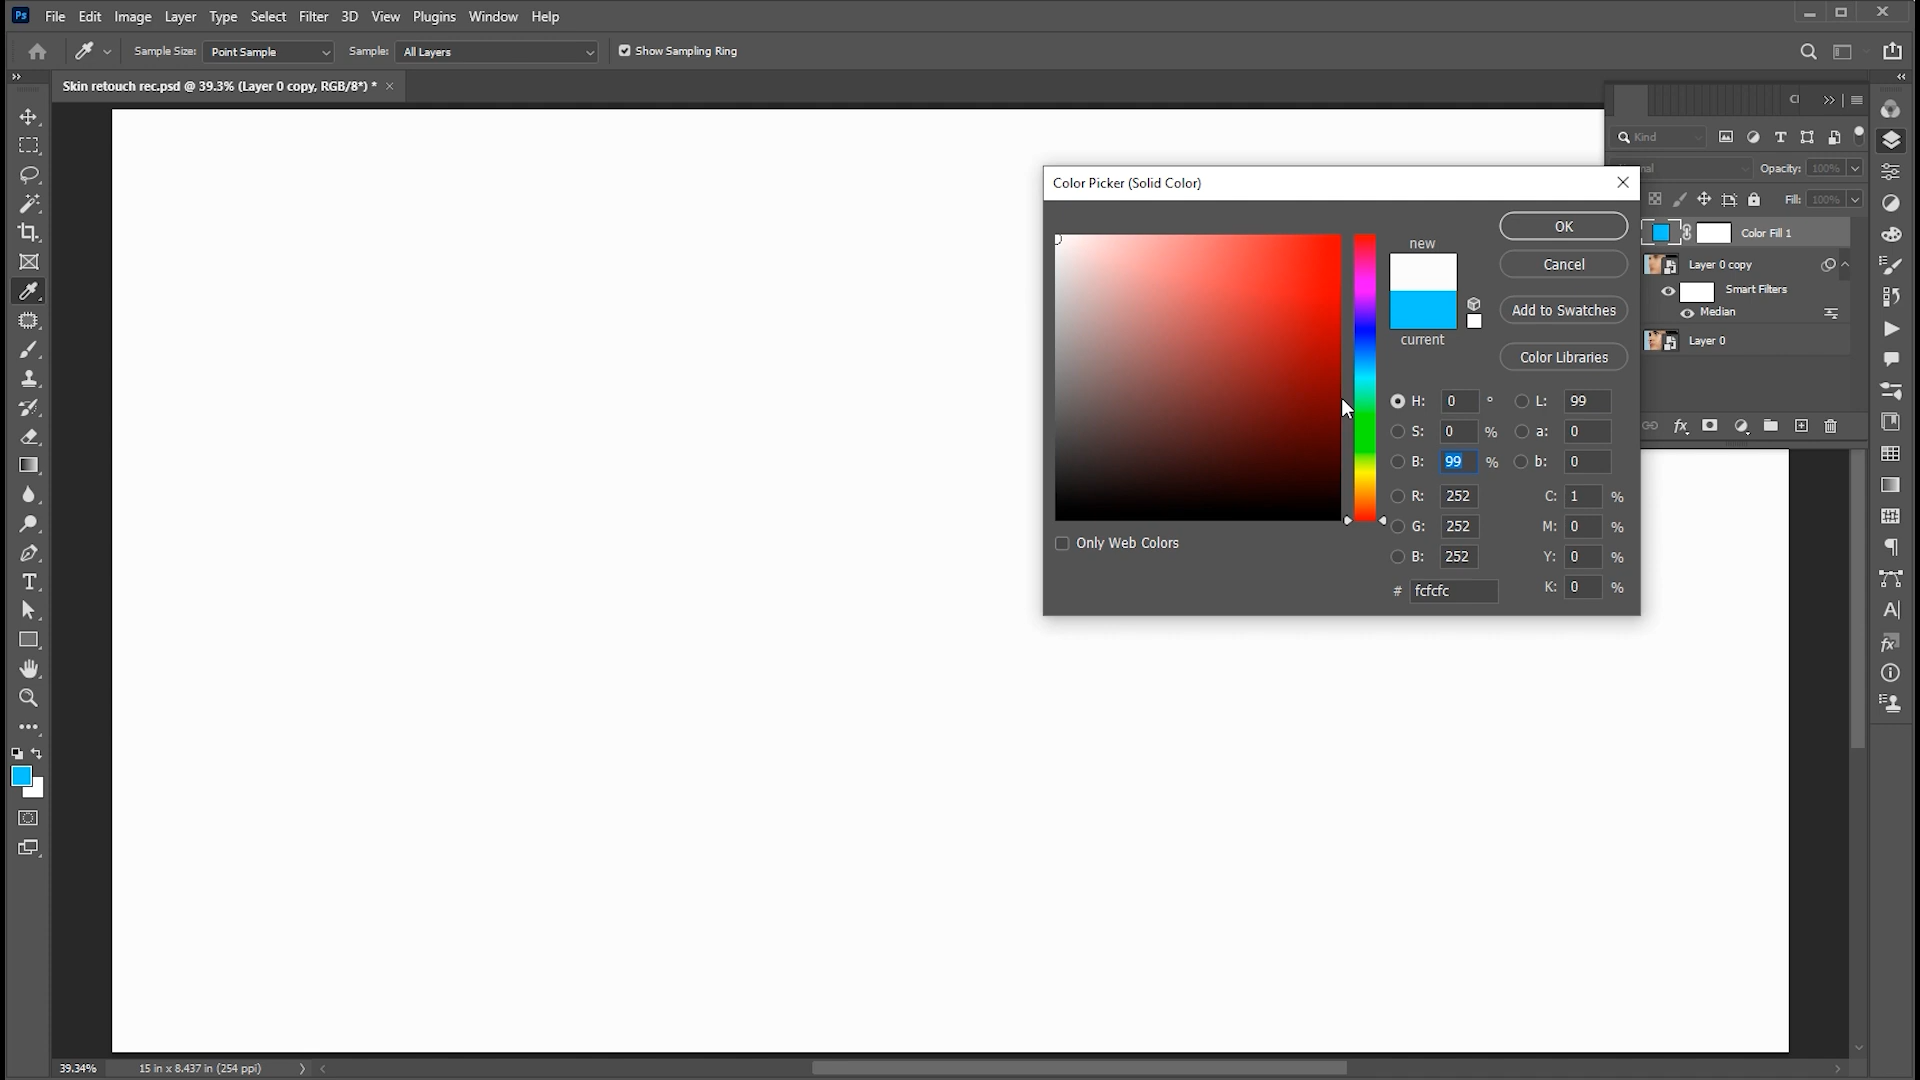 Ps File Edit Image Layer Type Select Filter 3D View Plugins Window Help
Sample Size: Point Sample Sample: All Layers Show Sampling Ring
Skin retouch rec.psd @ 39.3% (Layer 0 copy, RGB/8*) *
Kind
Opacity: 100%
Fill: 100%
Color Fill 1
Layer 0 copy
Smart Filters
Median
Layer 0
Color Picker (Solid Color)
OK
new
Cancel
Add to Swatches
current
Color Libraries
H: 0 ° L: 99
S: 0 % a: 0
B: 99 % b: 0
R: 252 C: 1 %
G: 252 M: 0 %
B: 252 Y: 0 %
# fcfcfc K: 0 %
Only Web Colors
39.34% 15 in x 8.437 in (254 ppi)